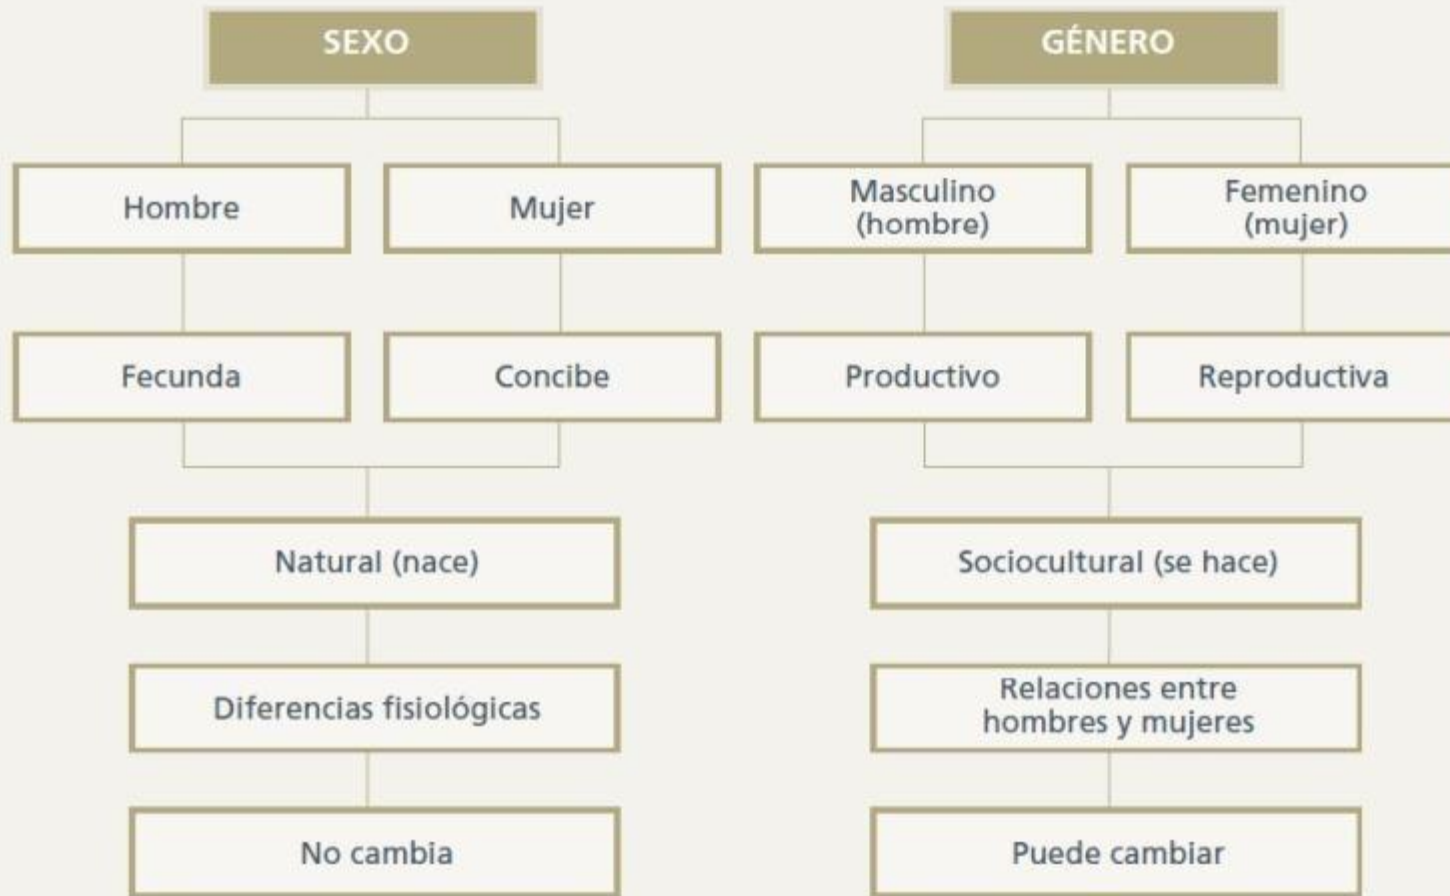 SEXO
GÉNERO
Hombre
Mujer
Masculino
(hombre)
Femenino
(mujer)
Fecunda
Concibe
Productivo
Reproductiva
Natural (nace)
Sociocultural (se hace)
Diferencias fisiológicas
Relaciones entre
hombres y mujeres
No cambia
Puede cambiar